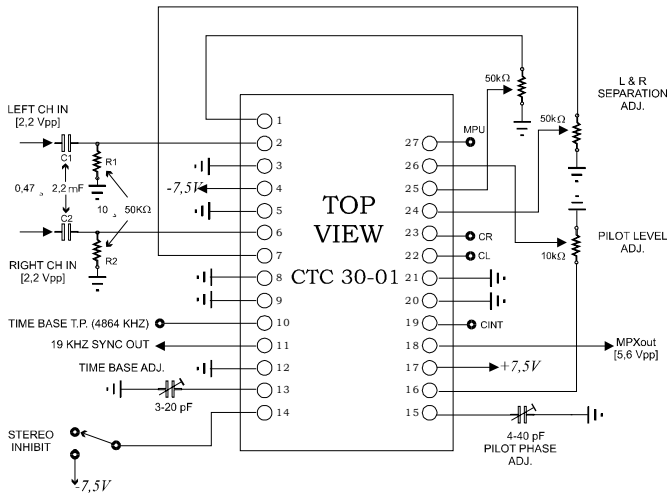 LEFT CH IN
[2,2 Vpp]
C1
R1
0,47 ÷ 2,2mF
10 ÷ 50KΩ
C2
R2
RIGHT CH IN
[2,2 Vpp]
-7,5V
TIME BASE T.P. (4864 KHZ)
19 KHZ SYNC OUT
TIME BASE ADJ.
3-20 pF
STEREO
INHIBIT
-7,5V
1
2
3
4
5
6
7
8
9
10
11
12
13
14
TOP
VIEW
CTC 30-01
27
26
25
24
23
22
21
20
19
18
17
16
15
MPU
CR
CL
CINT
50kΩ
50kΩ
L & R
SEPARATION
ADJ.
PILOT LEVEL
ADJ.
10kΩ
MPXout
[5,6 Vpp]
+7,5V
4-40 pF
PILOT PHASE
ADJ.